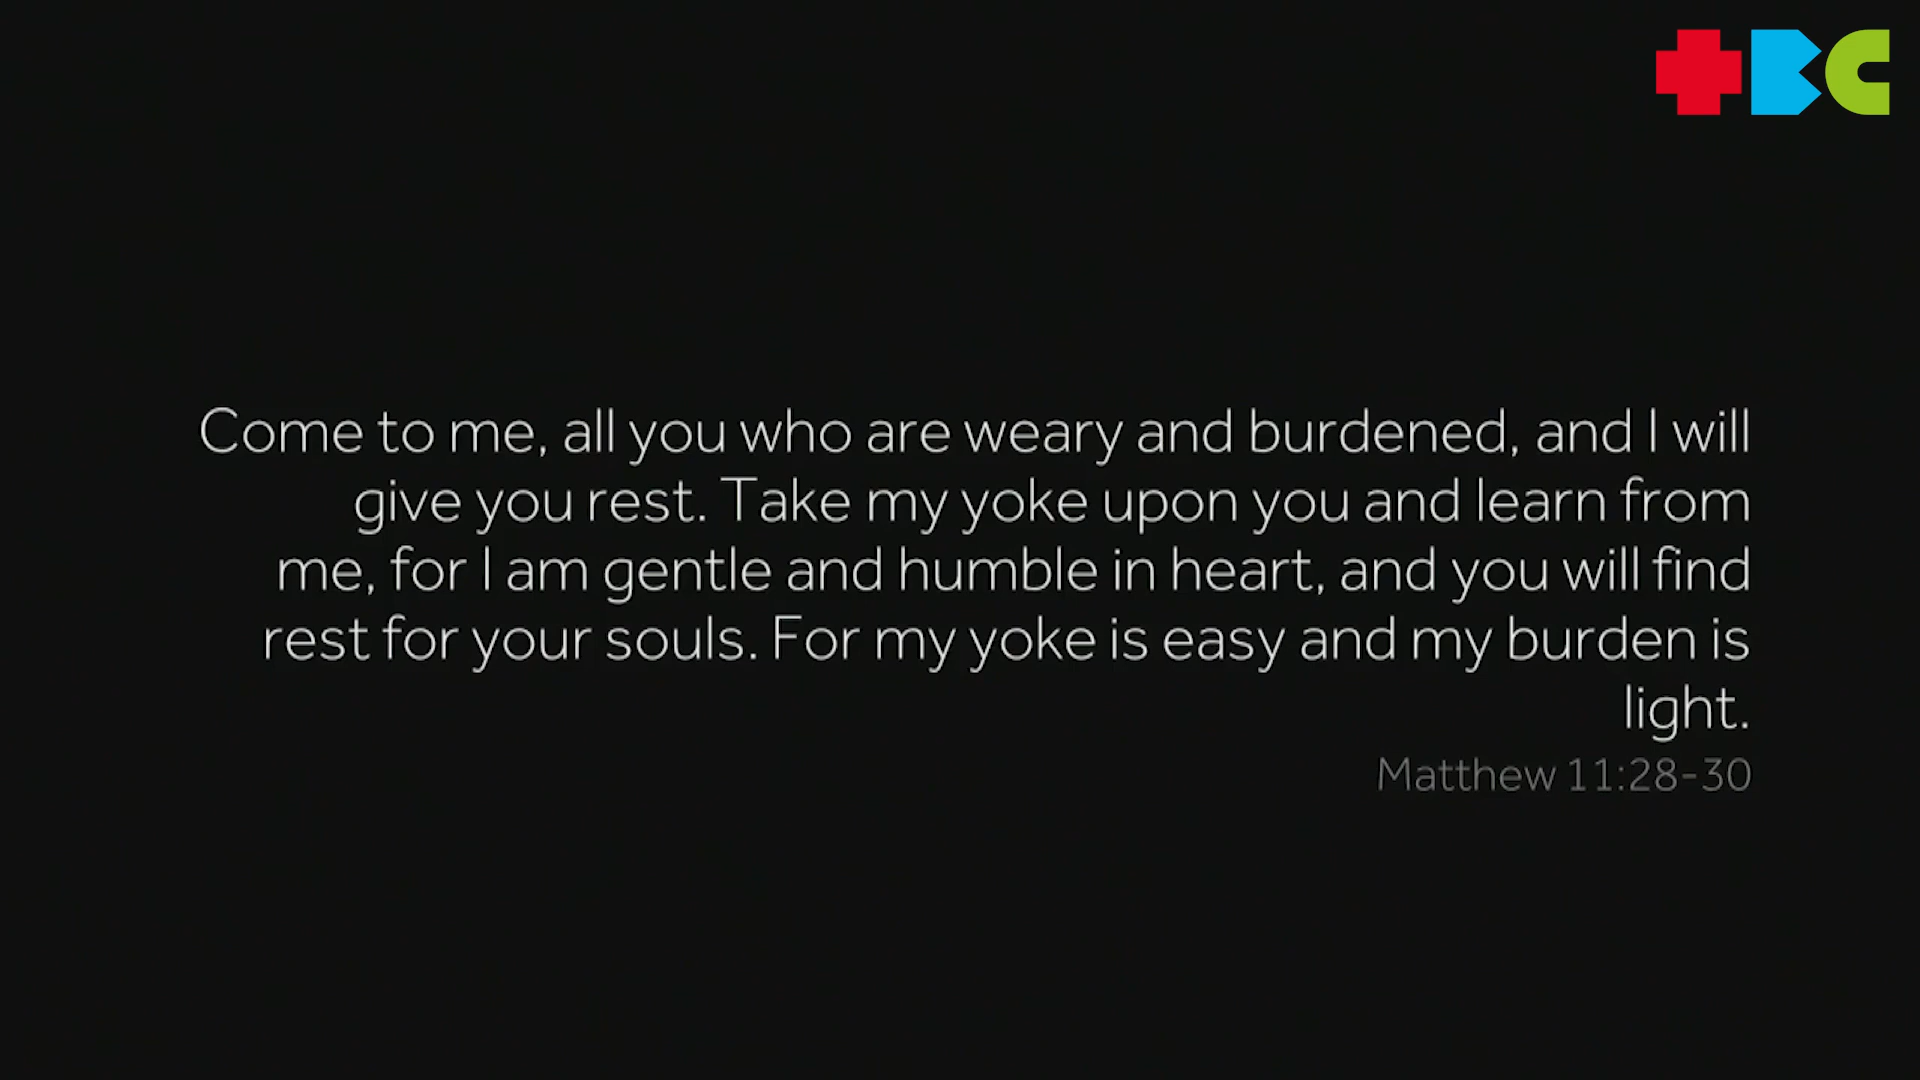 BC
Come to me, all you who are weary and burdened, and I will
give you rest. Take my yoke upon you and learn from
me, for I am gentle and humble in heart, and you will find
rest for your souls. For my yoke is easy and my burden is
light.
Matthew 11:28-30